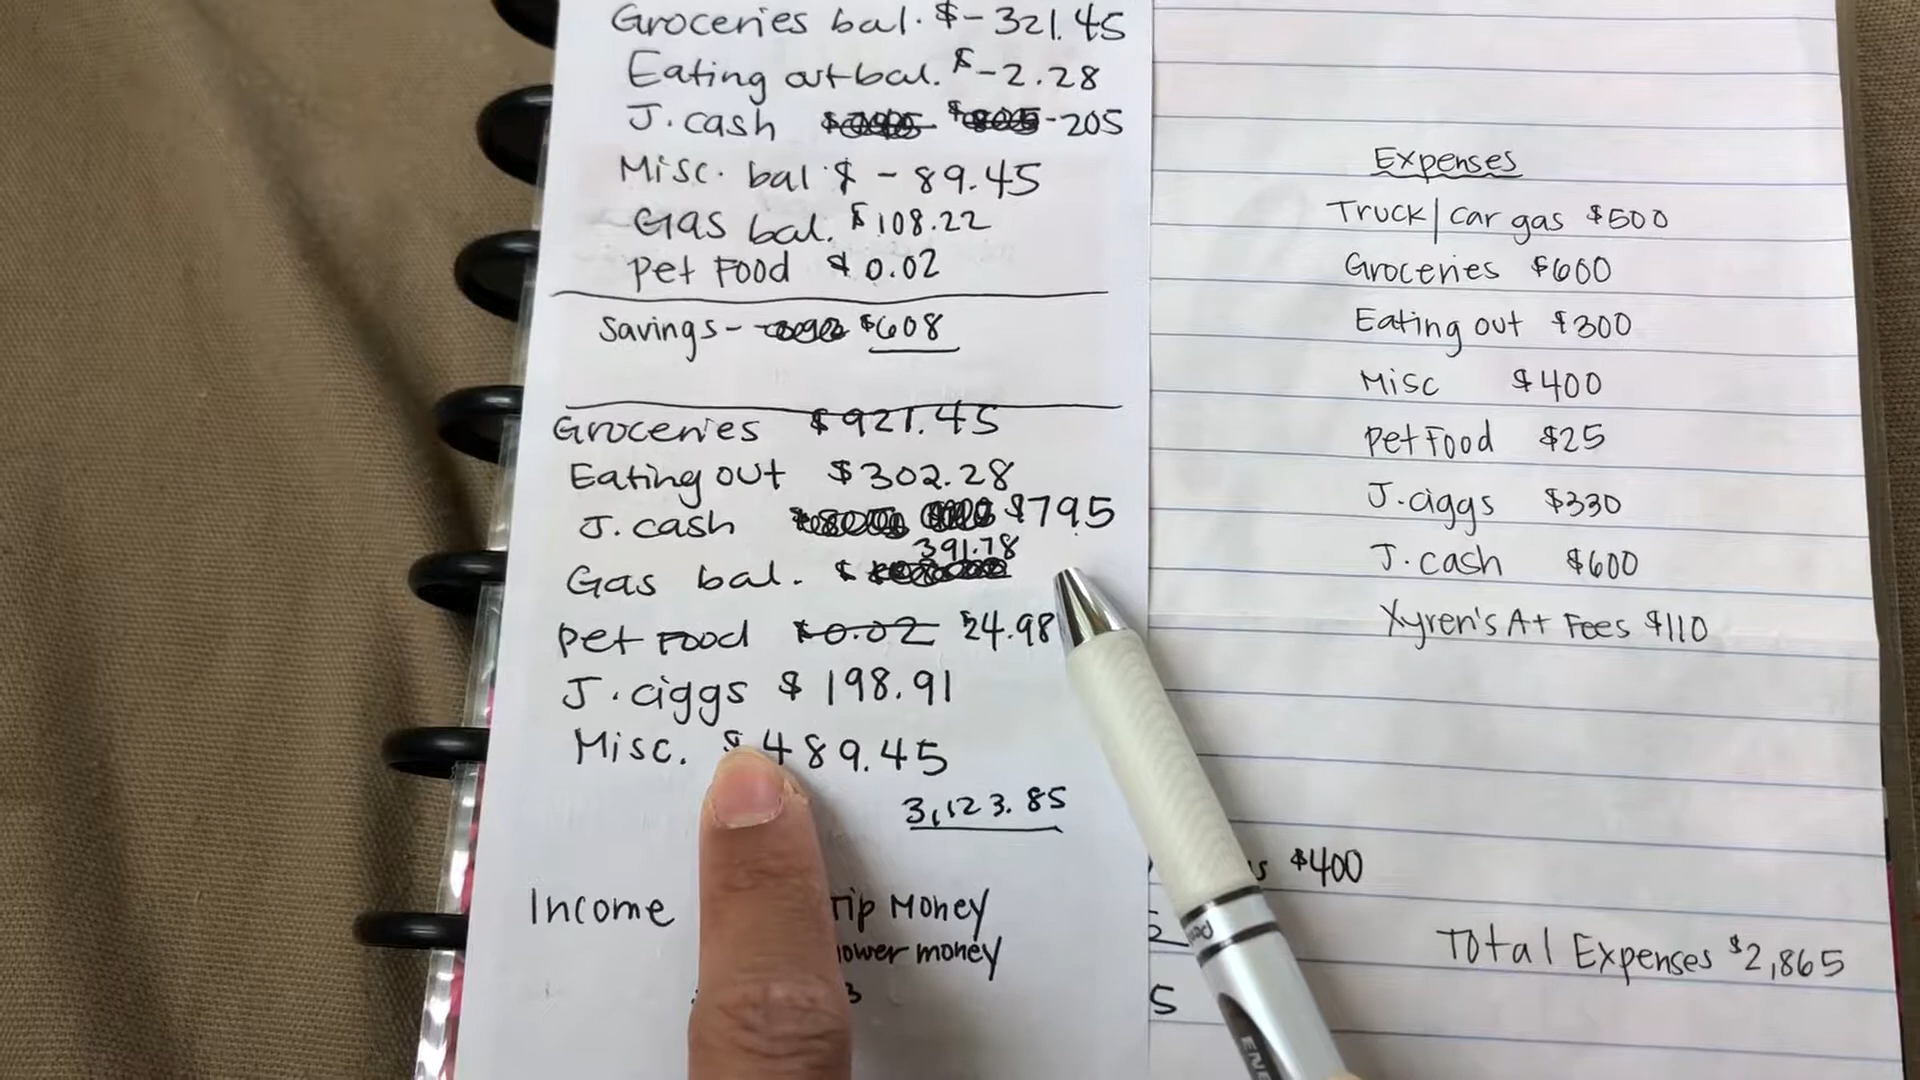 Groceries bal. $-321.45
Eating out bal. $-2.28
J. cash -205
Misc. bal $-89.45
Gas bal. $108.22
Pet Food $0.02
Savings- $608
Groceries $921.45
Eating out $302.28
J. cash $795
391.78
Gas bal. $
Pet Food $0.02 $24.98
J. ciggs $198.91
Misc. $489.45
3,123.85
Income Tip Money
money
3
Expenses
Truck/car gas $500
Groceries $600
Eating out $300
Misc $400
Pet Food $25
J. ciggs $330
J. cash $600
Xyren's A+ Fees $110
$400
Total Expenses $2,865
5